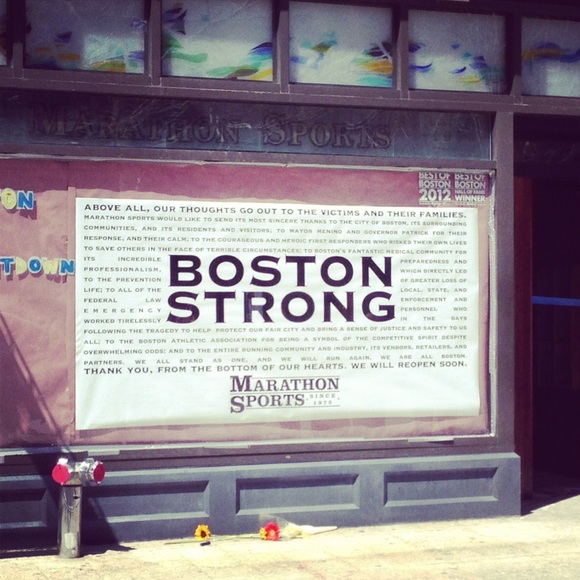 MARATHON SPORTS
BEST OF BOSTON 2012
BEST OF BOSTON HALL OF FAME WINNER
ABOVE ALL, OUR THOUGHTS GO OUT TO THE VICTIMS AND THEIR FAMILIES.
MARATHON SPORTS WOULD LIKE TO SEND ITS MOST SINCERE THANKS TO THE CITY OF BOSTON, ITS SURROUNDING
COMMUNITIES, AND ITS RESIDENTS AND VISITORS; TO MAYOR MENINO AND GOVERNOR PATRICK FOR THEIR
RESPONSE, AND THEIR CALM; TO THE COURAGEOUS AND HEROIC FIRST RESPONDERS WHO RISKED THEIR OWN LIVES
TO SAVE OTHERS IN THE FACE OF TERRIBLE CIRCUMSTANCES; TO BOSTON'S FANTASTIC MEDICAL COMMUNITY FOR
ITS INCREDIBLE PREPAREDNESS AND
PROFESSIONALISM, WHICH DIRECTLY LED
TO THE PREVENTION OF GREATER LOSS OF
LIFE; TO ALL OF THE LOCAL, STATE, AND
FEDERAL LAW ENFORCEMENT AND
EMERGENCY PERSONNEL WHO
WORKED TIRELESSLY IN THE DAYS
BOSTON
STRONG
FOLLOWING THE TRAGEDY TO HELP PROTECT OUR FAIR CITY AND BRING A SENSE OF JUSTICE AND SAFETY TO US
ALL; TO THE BOSTON ATHLETIC ASSOCIATION FOR BEING A SYMBOL OF THE COMPETITIVE SPIRIT DESPITE
OVERWHELMING ODDS; AND TO THE ENTIRE RUNNING COMMUNITY AND INDUSTRY, ITS VENDORS, RETAILERS, AND
PARTNERS. WE ALL STAND AS ONE, AND WE WILL RUN AGAIN. WE ARE ALL BOSTON.
THANK YOU, FROM THE BOTTOM OF OUR HEARTS. WE WILL REOPEN SOON.
MARATHON
SPORTS SINCE 1975
ON
TDOWN